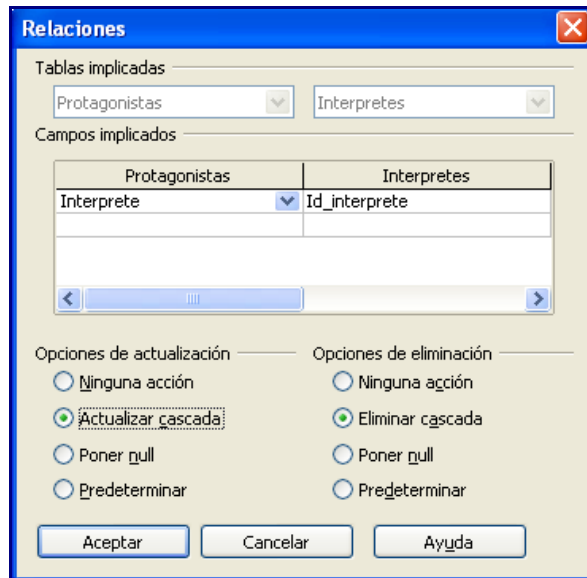 Relaciones
Tablas implicadas
Protagonistas Interpretes
Campos implicados
Protagonistas Interpretes
Interprete Id_interprete
Opciones de actualización Opciones de eliminación
Ninguna acción Ninguna acción
Actualizar cascada Eliminar cascada
Poner null Poner null
Predeterminar Predeterminar
Aceptar Cancelar Ayuda